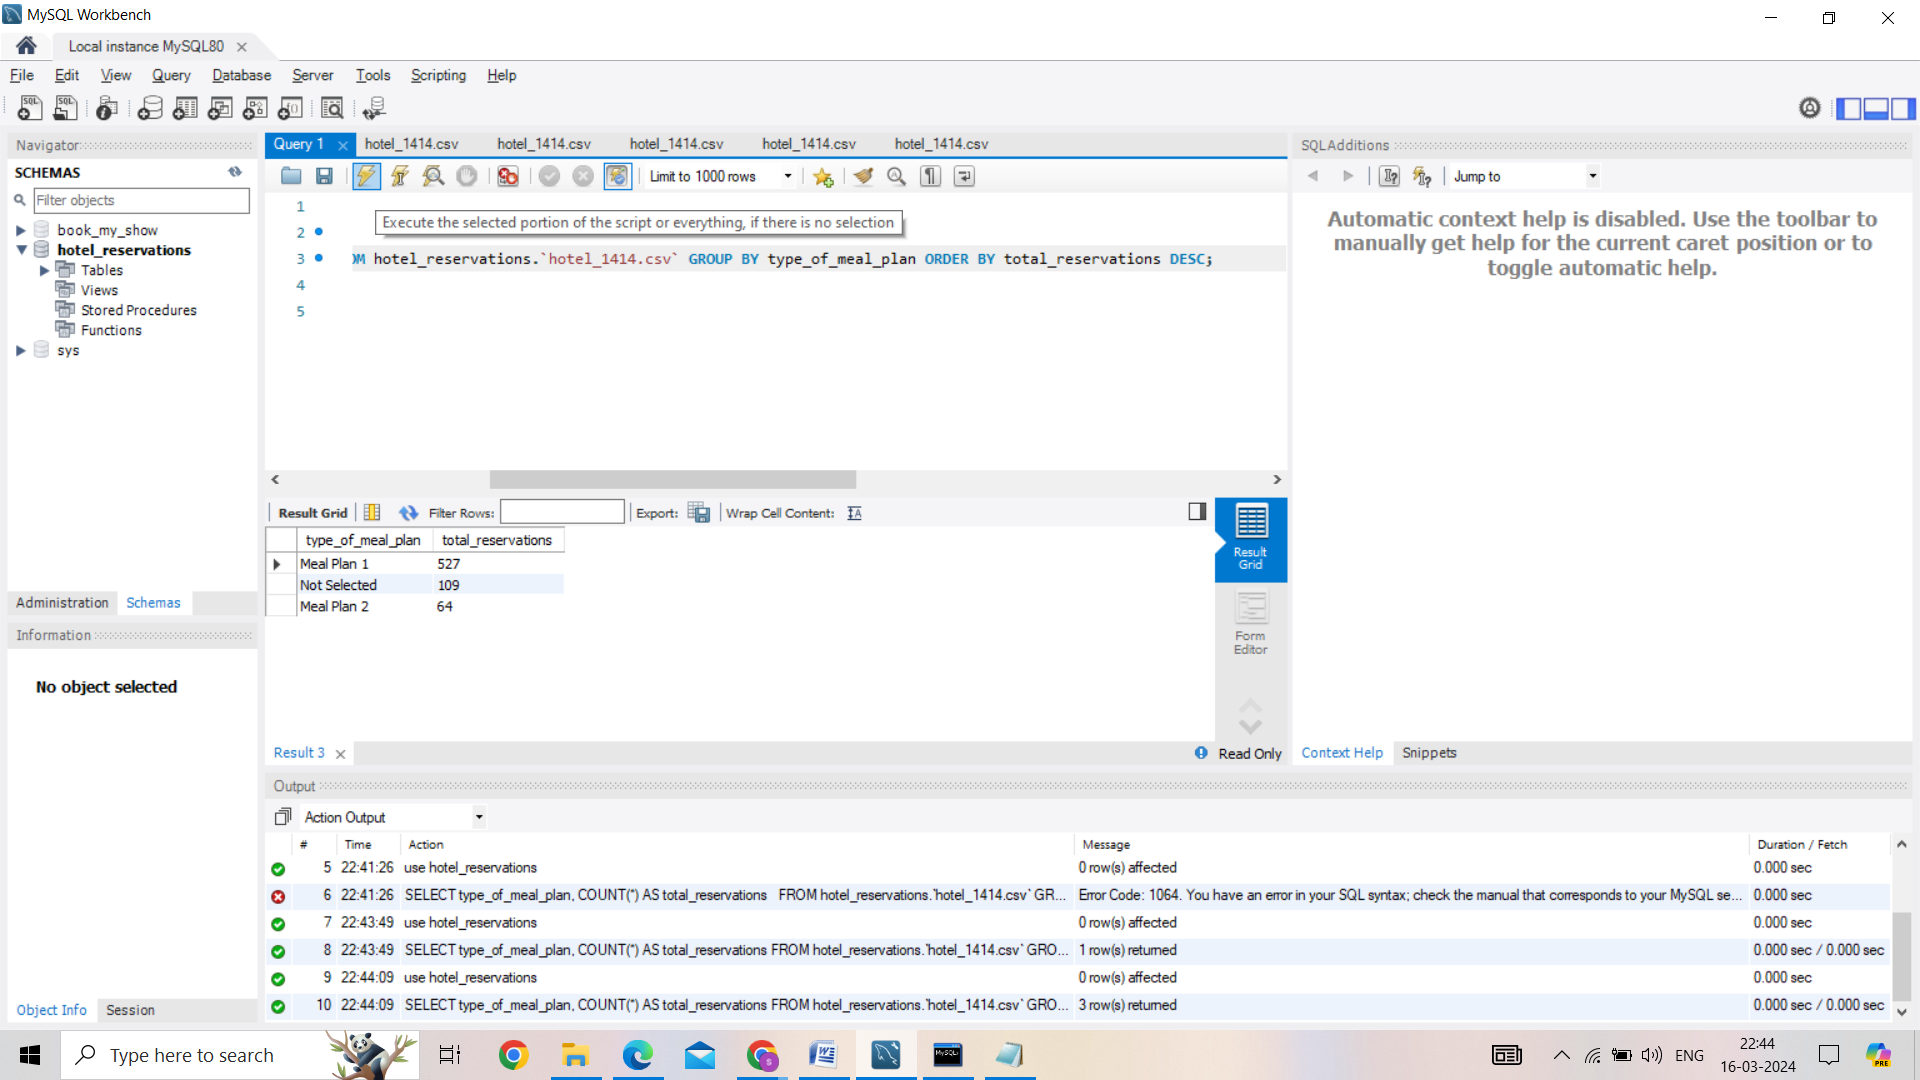 MySQL Workbench
Local instance MySQL80
File Edit View Query Database Server Tools Scripting Help
Navigator
SCHEMAS
Filter objects
book_my_show
hotel_reservations
Tables
Views
Stored Procedures
Functions
sys
Administration Schemas
Information
No object selected
Object Info Session
Query 1 hotel_1414.csv hotel_1414.csv hotel_1414.csv hotel_1414.csv hotel_1414.csv
Limit to 1000 rows
1
Execute the selected portion of the script or everything, if there is no selection
2
3 OM hotel_reservations.`hotel_1414.csv` GROUP BY type_of_meal_plan ORDER BY total_reservations DESC;
4
5
Result Grid Filter Rows: Export: Wrap Cell Content:
type_of_meal_plan total_reservations
Meal Plan 1 527
Not Selected 109
Meal Plan 2 64
Result Grid
Form Editor
Result 3 Read Only
SQLAdditions
Jump to
Automatic context help is disabled. Use the toolbar to
manually get help for the current caret position or to
toggle automatic help.
Context Help Snippets
Output
Action Output
# Time Action Message Duration / Fetch
5 22:41:26 use hotel_reservations 0 row(s) affected 0.000 sec
6 22:41:26 SELECT type_of_meal_plan, COUNT(*) AS total_reservations FROM hotel_reservations.`hotel_1414.csv` GR... Error Code: 1064. You have an error in your SQL syntax; check the manual that corresponds to your MySQL se... 0.000 sec
7 22:43:49 use hotel_reservations 0 row(s) affected 0.000 sec
8 22:43:49 SELECT type_of_meal_plan, COUNT(*) AS total_reservations FROM hotel_reservations.`hotel_1414.csv` GRO... 1 row(s) returned 0.000 sec / 0.000 sec
9 22:44:09 use hotel_reservations 0 row(s) affected 0.000 sec
10 22:44:09 SELECT type_of_meal_plan, COUNT(*) AS total_reservations FROM hotel_reservations.`hotel_1414.csv` GRO... 3 row(s) returned 0.000 sec / 0.000 sec
Type here to search
ENG
22:44
16-03-2024